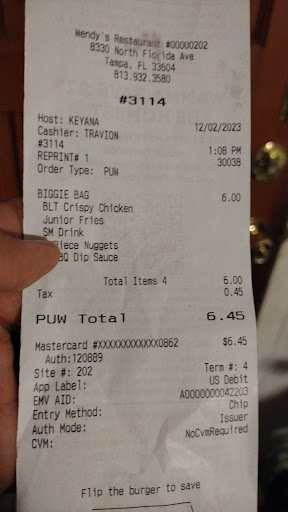 Wendy's Restaurant #00000202
8330 North Florida Ave
Tampa, FL 33604
813.932.3580
#3114
Host: KEYANA 12/02/2023
Cashier: TRAVION
#3114 1:08 PM
REPRINT# 1 30038
Order Type: PUW
BIGGIE BAG 6.00
BLT Crispy Chicken
Junior Fries
SM Drink
Piece Nuggets
BQ Dip Sauce
Total Items 4 6.00
Tax 0.45
PUW Total 6.45
Mastercard #XXXXXXXXXXXX0862 $6.45
Auth:120889
Site #: 202 Term #: 4
App Label: US Debit
EMV AID: A0000000042203
Entry Method: Chip
Auth Mode: Issuer
CVM: NoCvmRequired
Flip the burger to save